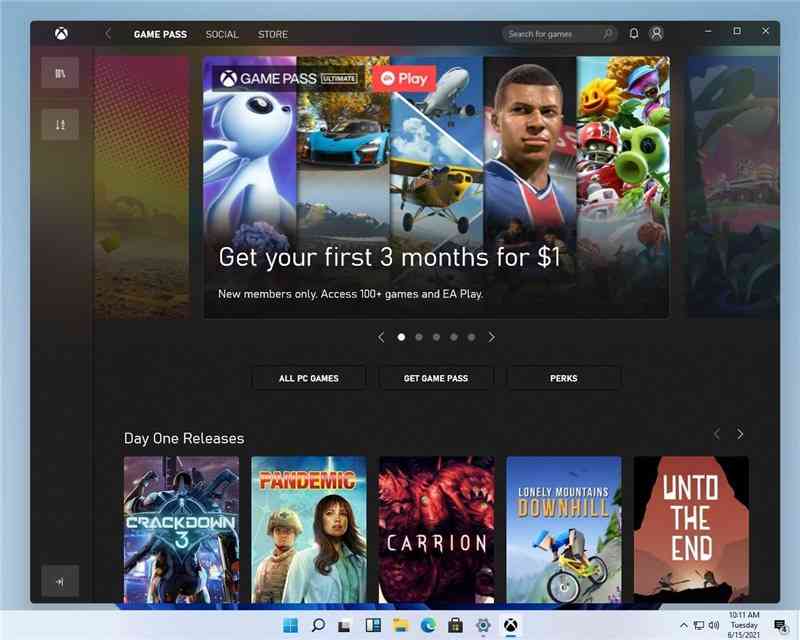 GAME PASS
SOCIAL
STORE
Search for games
GAME PASS ULTIMATE
EA Play
Get your first 3 months for $1
New members only. Access 100+ games and EA Play.
ALL PC GAMES
GET GAME PASS
PERKS
Day One Releases
CRACKDOWN
3
PANDEMIC
CARRION
LONELY MOUNTAINS
DOWNHILL
UNTO
THE
END
10:11 AM
Tuesday
6/15/2021
4